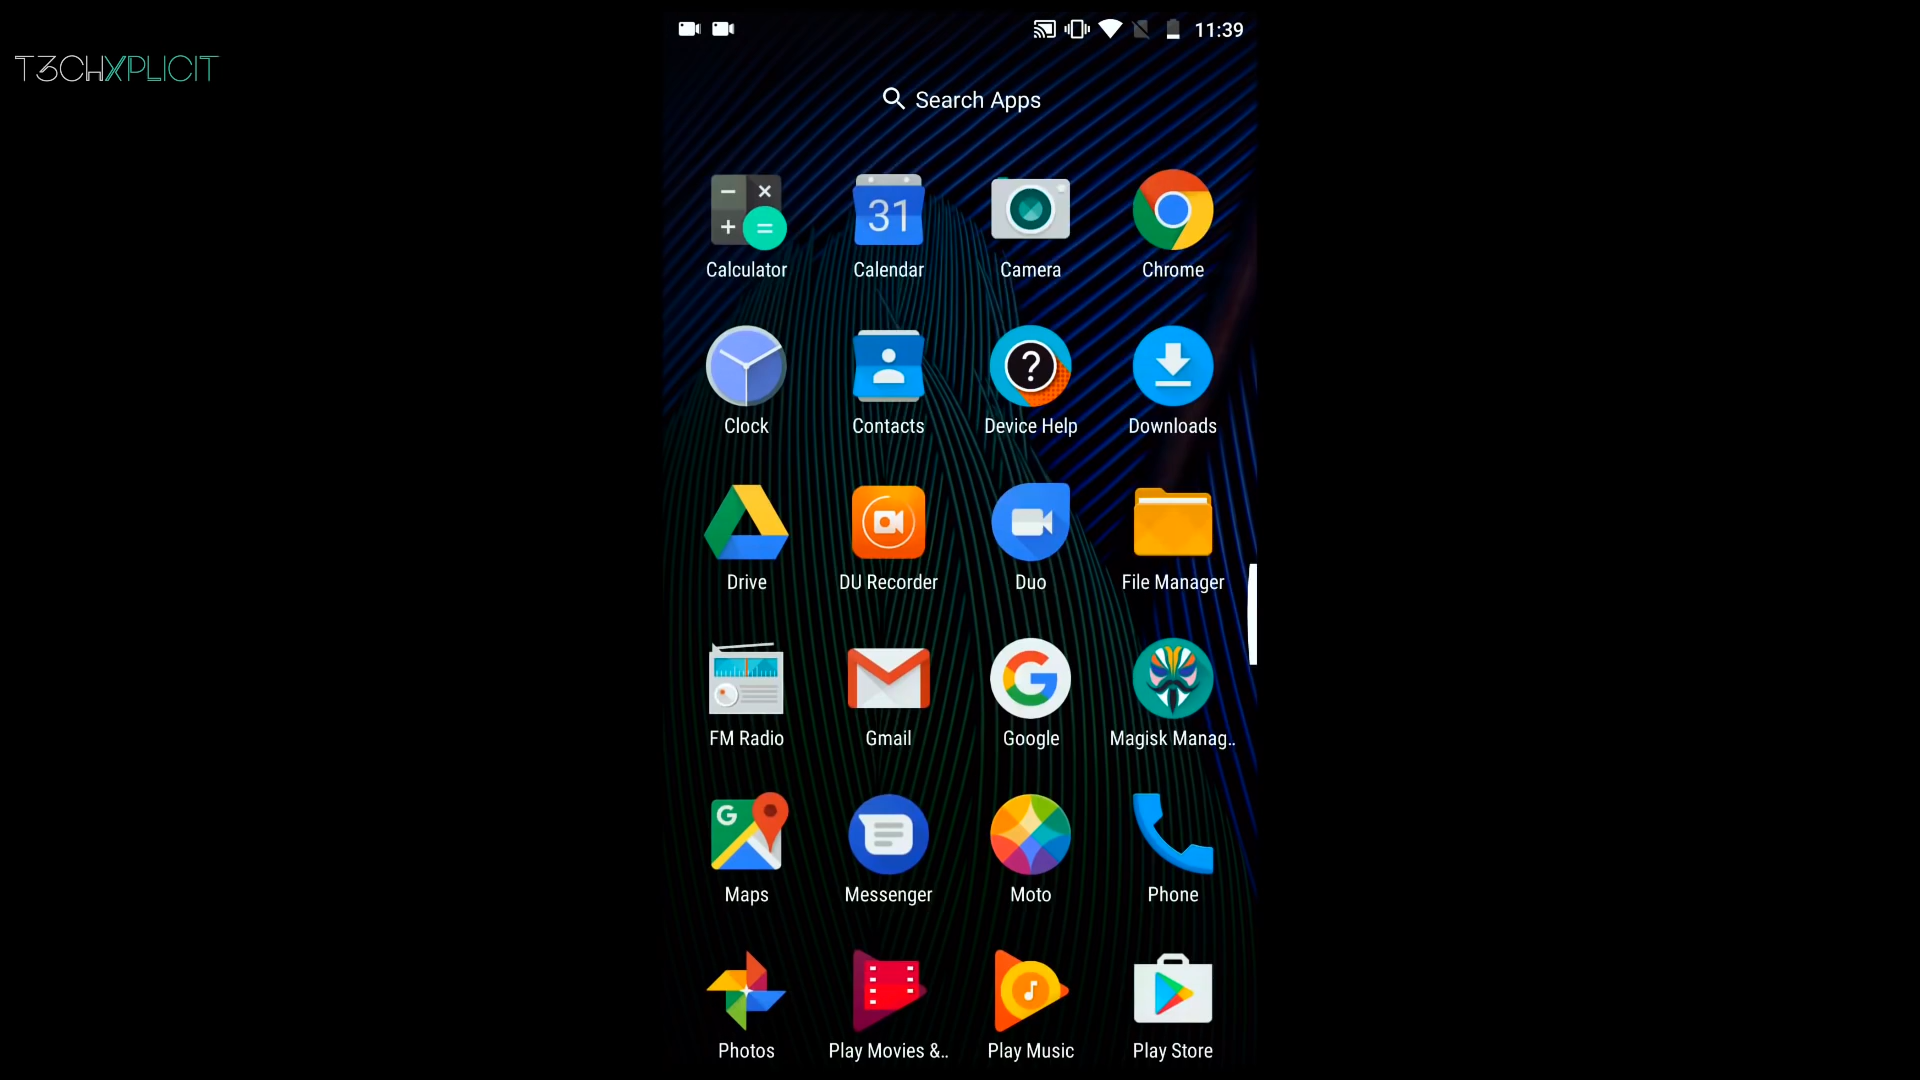 T3CHXPLICIT
11:39
Search Apps
31
Calculator Calendar Camera Chrome
Clock Contacts Device Help Downloads
Drive DU Recorder Duo File Manager
FM Radio Gmail Google Magisk Manag..
Maps Messenger Moto Phone
Photos Play Movies &.. Play Music Play Store